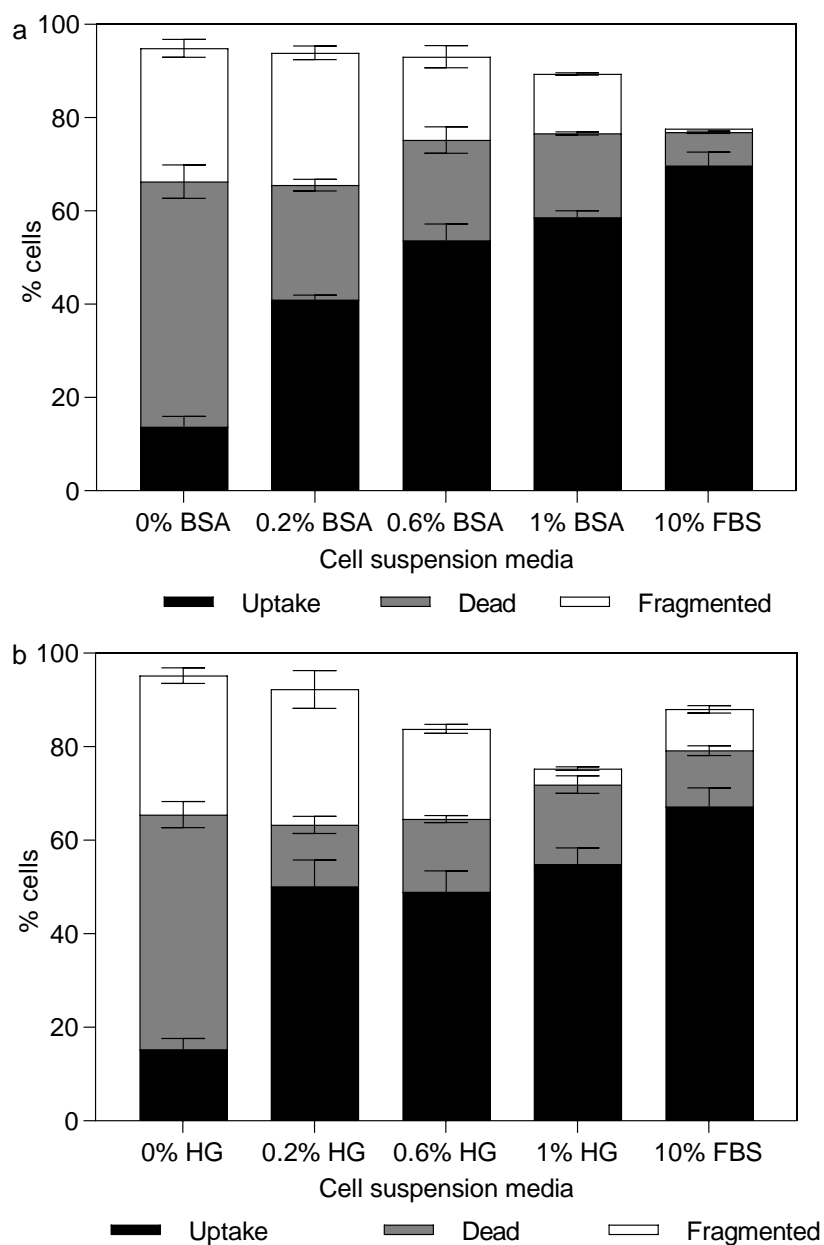 a
100
80
60
40
20
0
% cells
0% BSA 0.2% BSA 0.6% BSA 1% BSA 10% FBS
Cell suspension media
Uptake Dead Fragmented
b
100
80
60
40
20
0
% cells
0% HG 0.2% HG 0.6% HG 1% HG 10% FBS
Cell suspension media
Uptake Dead Fragmented